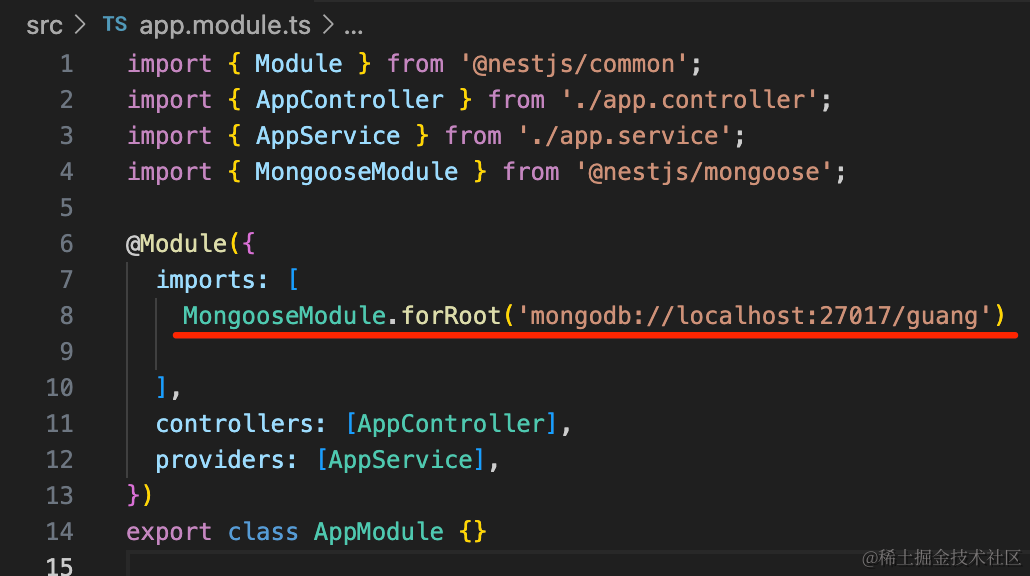 src > TS app.module.ts > ...
1 import { Module } from '@nestjs/common';
2 import { AppController } from './app.controller';
3 import { AppService } from './app.service';
4 import { MongooseModule } from '@nestjs/mongoose';
5
6 @Module({
7   imports: [
8     MongooseModule.forRoot('mongodb://localhost:27017/guang')
9
10   ],
11   controllers: [AppController],
12   providers: [AppService],
13 })
14 export class AppModule {}
15
@稀土掘金技术社区